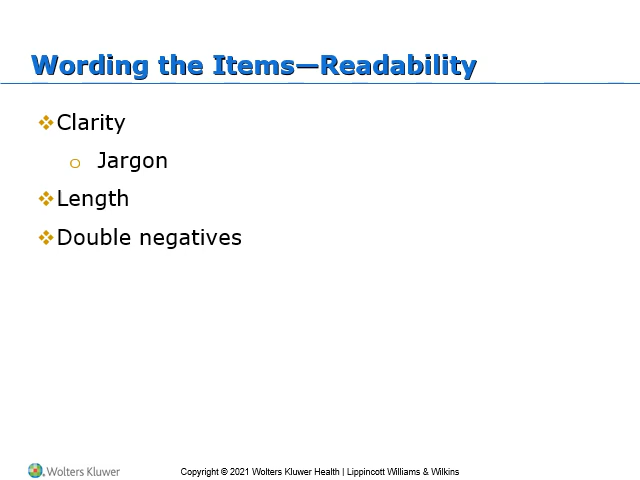 Wording the Items—Readability
❖Clarity
o Jargon
❖Length
❖Double negatives
Wolters Kluwer
Copyright © 2021 Wolters Kluwer Health | Lippincott Williams & Wilkins